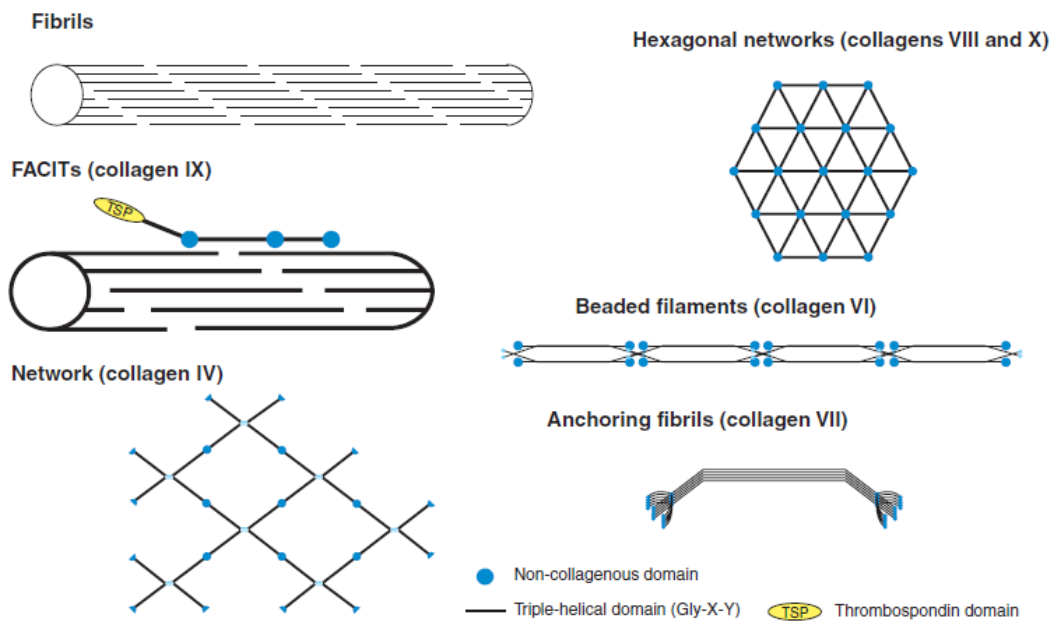 Fibrils
Hexagonal networks (collagens VIII and X)
FACITs (collagen IX)
TSP
Beaded filaments (collagen VI)
Network (collagen IV)
Anchoring fibrils (collagen VII)
Non-collagenous domain
Triple-helical domain (Gly-X-Y)
TSP Thrombospondin domain